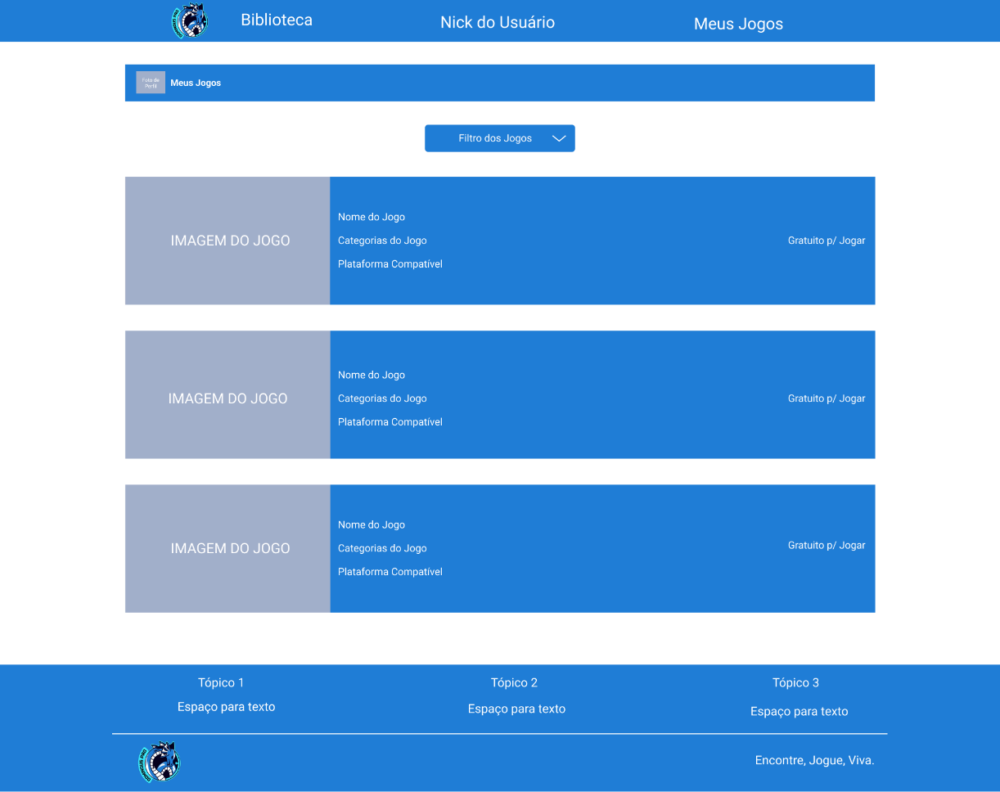 Biblioteca
Nick do Usuário
Meus Jogos
Foto de
Perfil
Meus Jogos
Filtro dos Jogos
IMAGEM DO JOGO
Nome do Jogo
Categorias do Jogo
Plataforma Compatível
Gratuito p/ Jogar
IMAGEM DO JOGO
Nome do Jogo
Categorias do Jogo
Plataforma Compatível
Gratuito p/ Jogar
IMAGEM DO JOGO
Nome do Jogo
Categorias do Jogo
Plataforma Compatível
Gratuito p/ Jogar
Tópico 1
Tópico 2
Tópico 3
Espaço para texto
Espaço para texto
Espaço para texto
Encontre, Jogue, Viva.